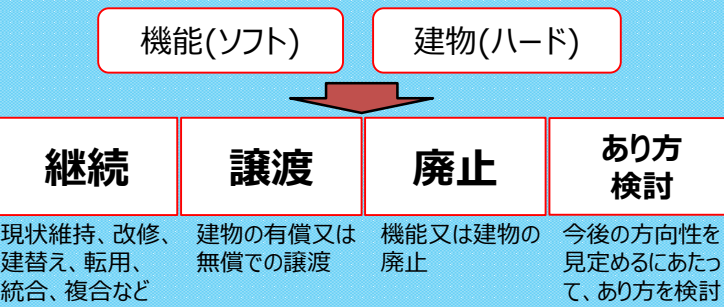 機能(ソフト)
建物(ハード)
継続
譲渡
廃止
あり方
検討
現状維持、改修、
建替え、転用、
統合、複合など
建物の有償又は
無償での譲渡
機能又は建物の
廃止
今後の方向性を
見定めるにあたっ
て、あり方を検討